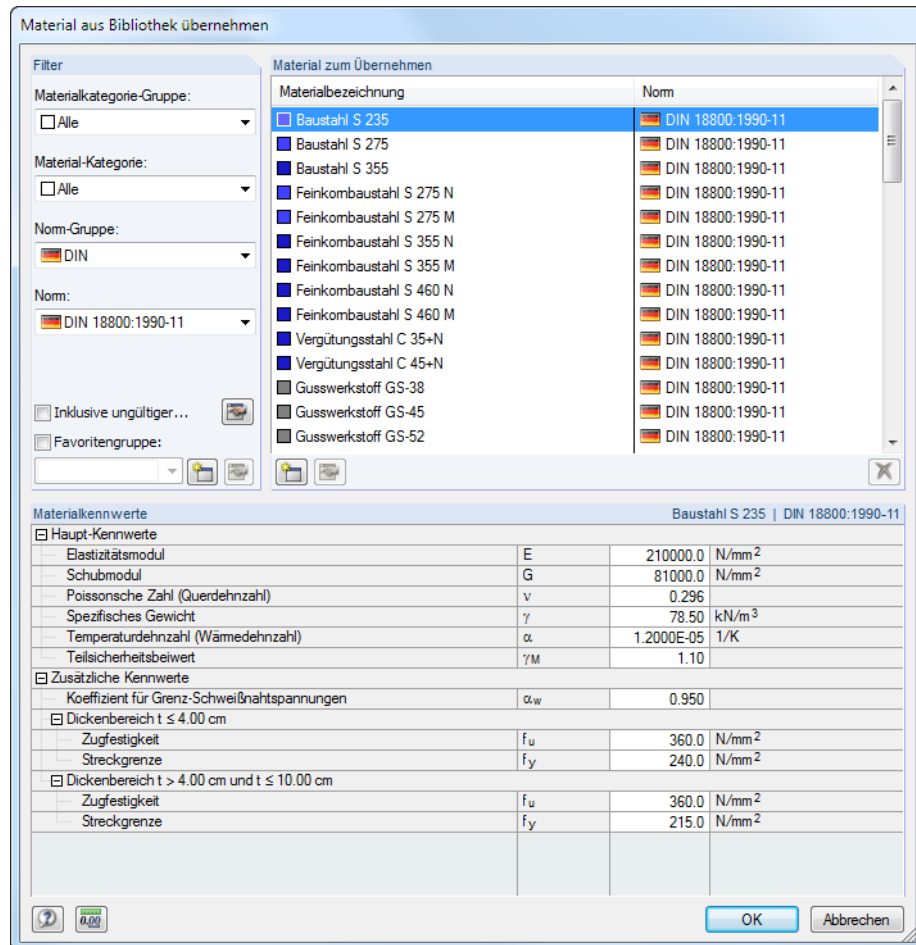 Material aus Bibliothek übernehmen
Filter
Materialkategorie-Gruppe:
Alle
Material-Kategorie:
Alle
Norm-Gruppe:
DIN
Norm:
DIN 18800:1990-11
Inklusive ungültiger...
Favoritengruppe:
Material zum Übernehmen
Materialbezeichnung Norm
Baustahl S 235 DIN 18800:1990-11
Baustahl S 275 DIN 18800:1990-11
Baustahl S 355 DIN 18800:1990-11
Feinkornbaustahl S 275 N DIN 18800:1990-11
Feinkornbaustahl S 275 M DIN 18800:1990-11
Feinkornbaustahl S 355 N DIN 18800:1990-11
Feinkornbaustahl S 355 M DIN 18800:1990-11
Feinkornbaustahl S 460 N DIN 18800:1990-11
Feinkornbaustahl S 460 M DIN 18800:1990-11
Vergütungsstahl C 35+N DIN 18800:1990-11
Vergütungsstahl C 45+N DIN 18800:1990-11
Gusswerkstoff GS-38 DIN 18800:1990-11
Gusswerkstoff GS-45 DIN 18800:1990-11
Gusswerkstoff GS-52 DIN 18800:1990-11
Materialkennwerte Baustahl S 235 | DIN 18800:1990-11
Haupt-Kennwerte
Elastizitätsmodul E 210000.0 N/mm²
Schubmodul G 81000.0 N/mm²
Poissonsche Zahl (Querdehnzahl) ν 0.296
Spezifisches Gewicht γ 78.50 kN/m³
Temperaturdehnzahl (Wärmedehnzahl) α 1.2000E-05 1/K
Teilsicherheitsbeiwert γM 1.10
Zusätzliche Kennwerte
Koeffizient für Grenz-Schweißnahtspannungen αw 0.950
Dickenbereich t ≤ 4.00 cm
Zugfestigkeit fu 360.0 N/mm²
Streckgrenze fy 240.0 N/mm²
Dickenbereich t > 4.00 cm und t ≤ 10.00 cm
Zugfestigkeit fu 360.0 N/mm²
Streckgrenze fy 215.0 N/mm²
0.00
OK Abbrechen